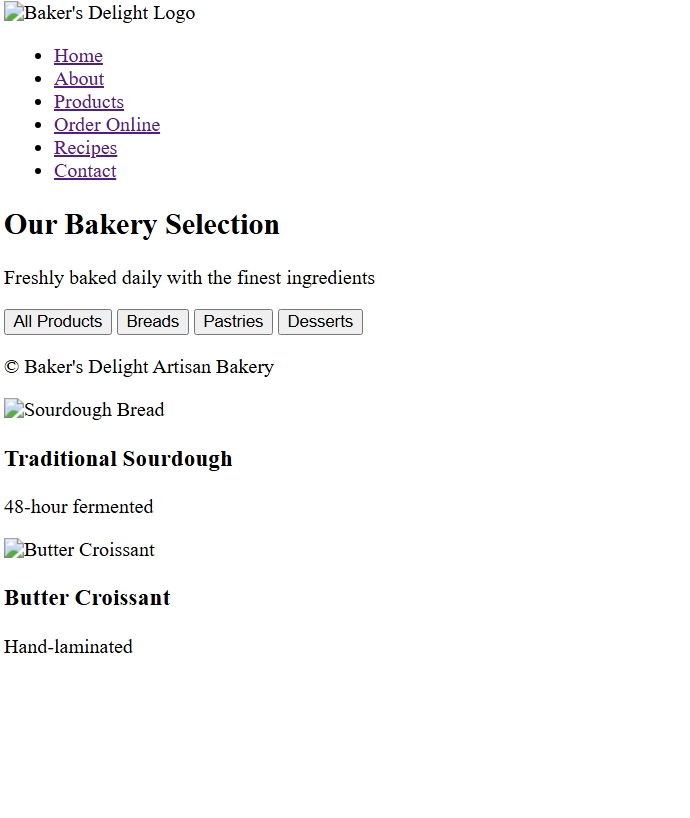 Baker's Delight Logo
Home
About
Products
Order Online
Recipes
Contact
Our Bakery Selection
Freshly baked daily with the finest ingredients
All Products Breads Pastries Desserts
© Baker's Delight Artisan Bakery
Sourdough Bread
Traditional Sourdough
48-hour fermented
Butter Croissant
Butter Croissant
Hand-laminated